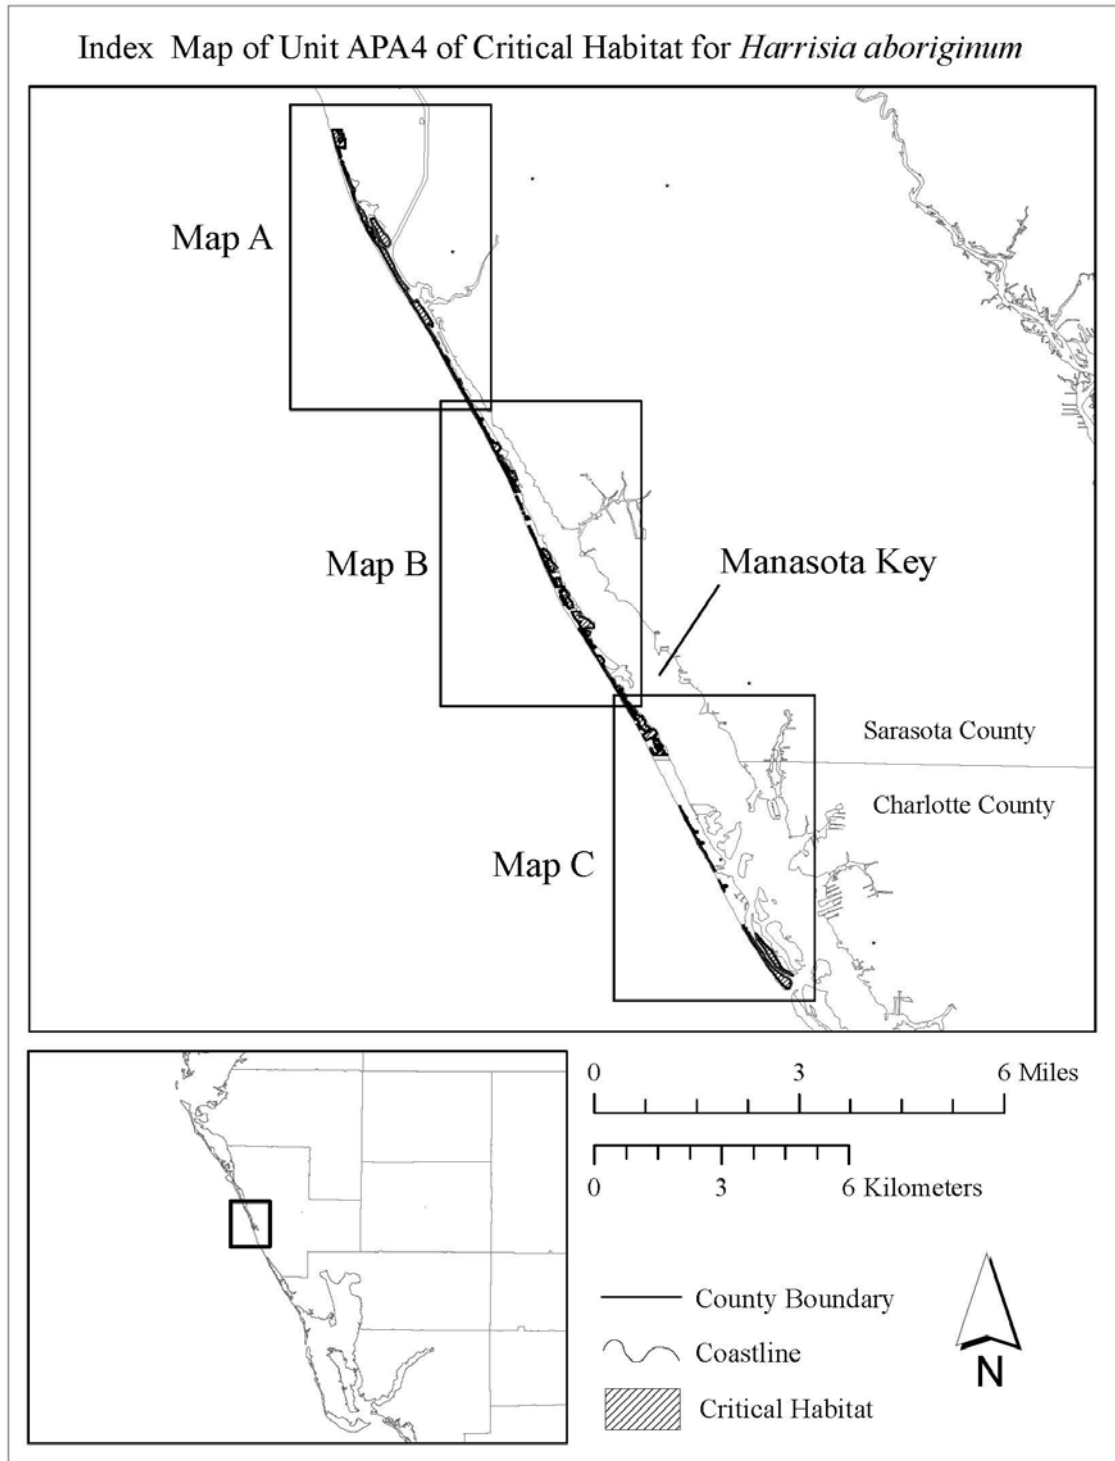 Index Map of Unit APA4 of Critical Habitat for Harrisia aboriginum
Map A
Map B
Manasota Key
Sarasota County
Charlotte County
Map C
0 3 6 Miles
0 3 6 Kilometers
County Boundary
Coastline
Critical Habitat
N